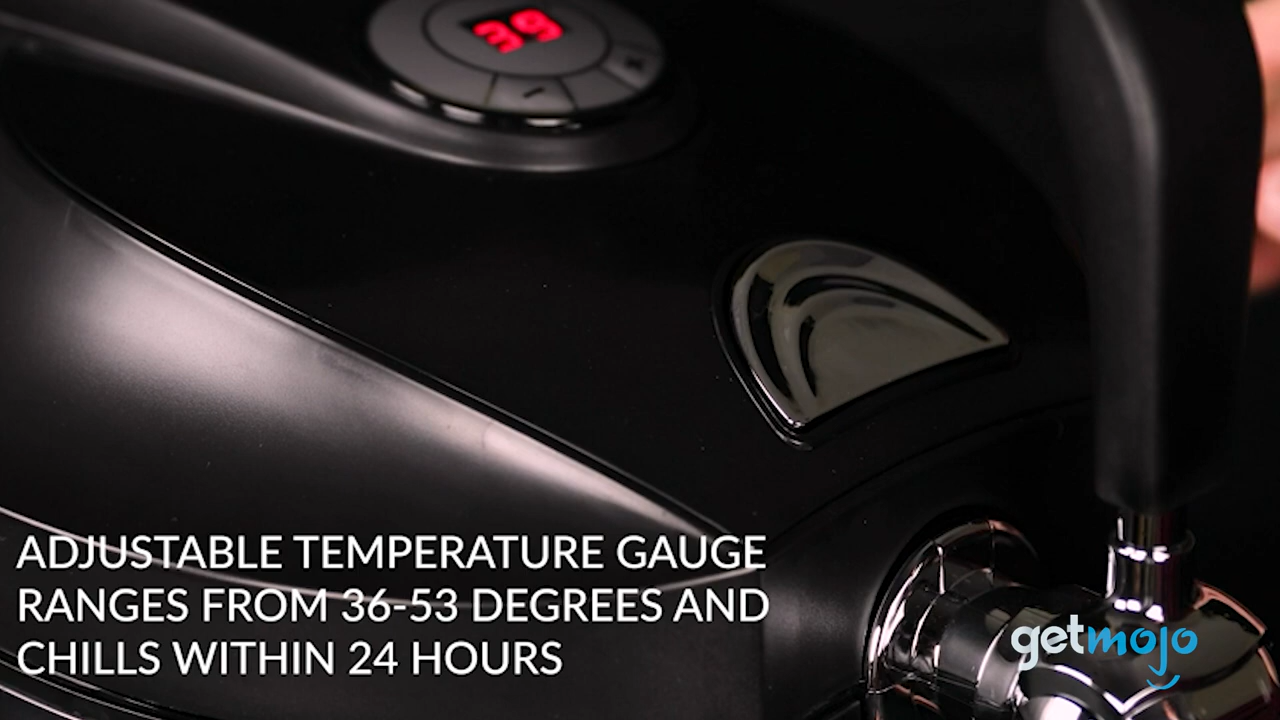 39
- +
ADJUSTABLE TEMPERATURE GAUGE
RANGES FROM 36-53 DEGREES AND
CHILLS WITHIN 24 HOURS
getmojo